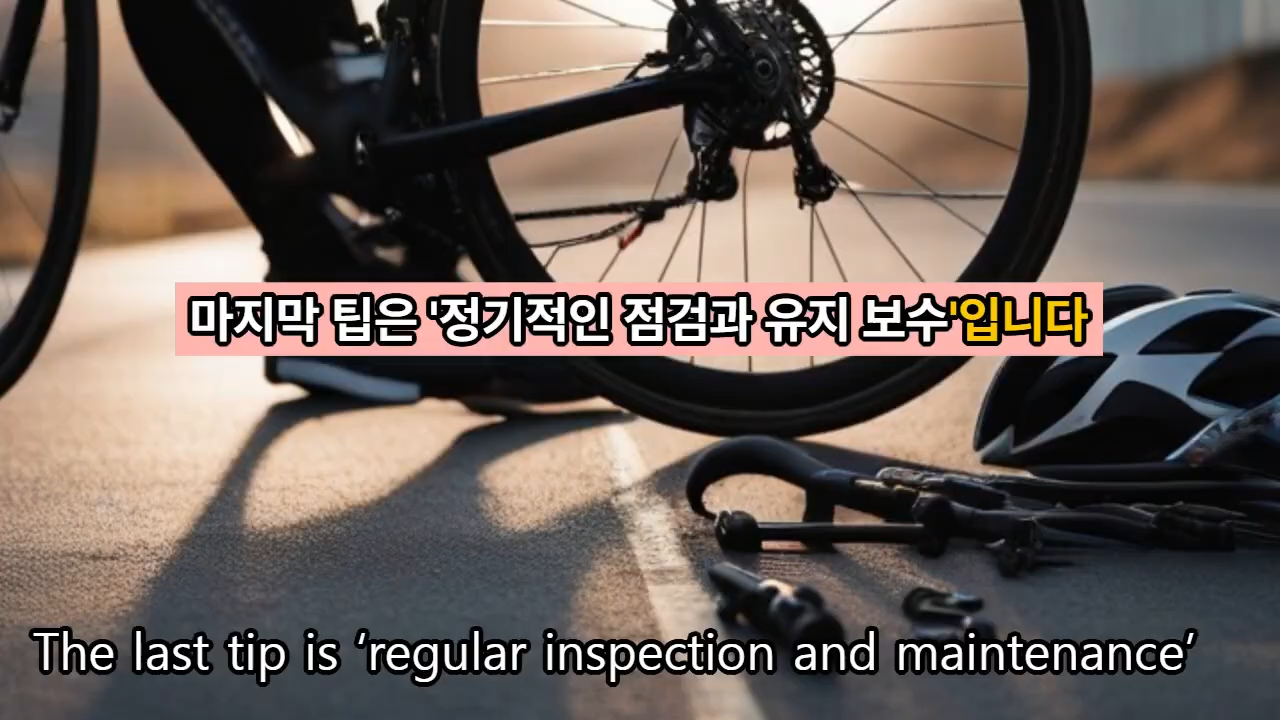 마지막 팁은 '정기적인 점검과 유지 보수'입니다
The last tip is ‘regular inspection and maintenance’